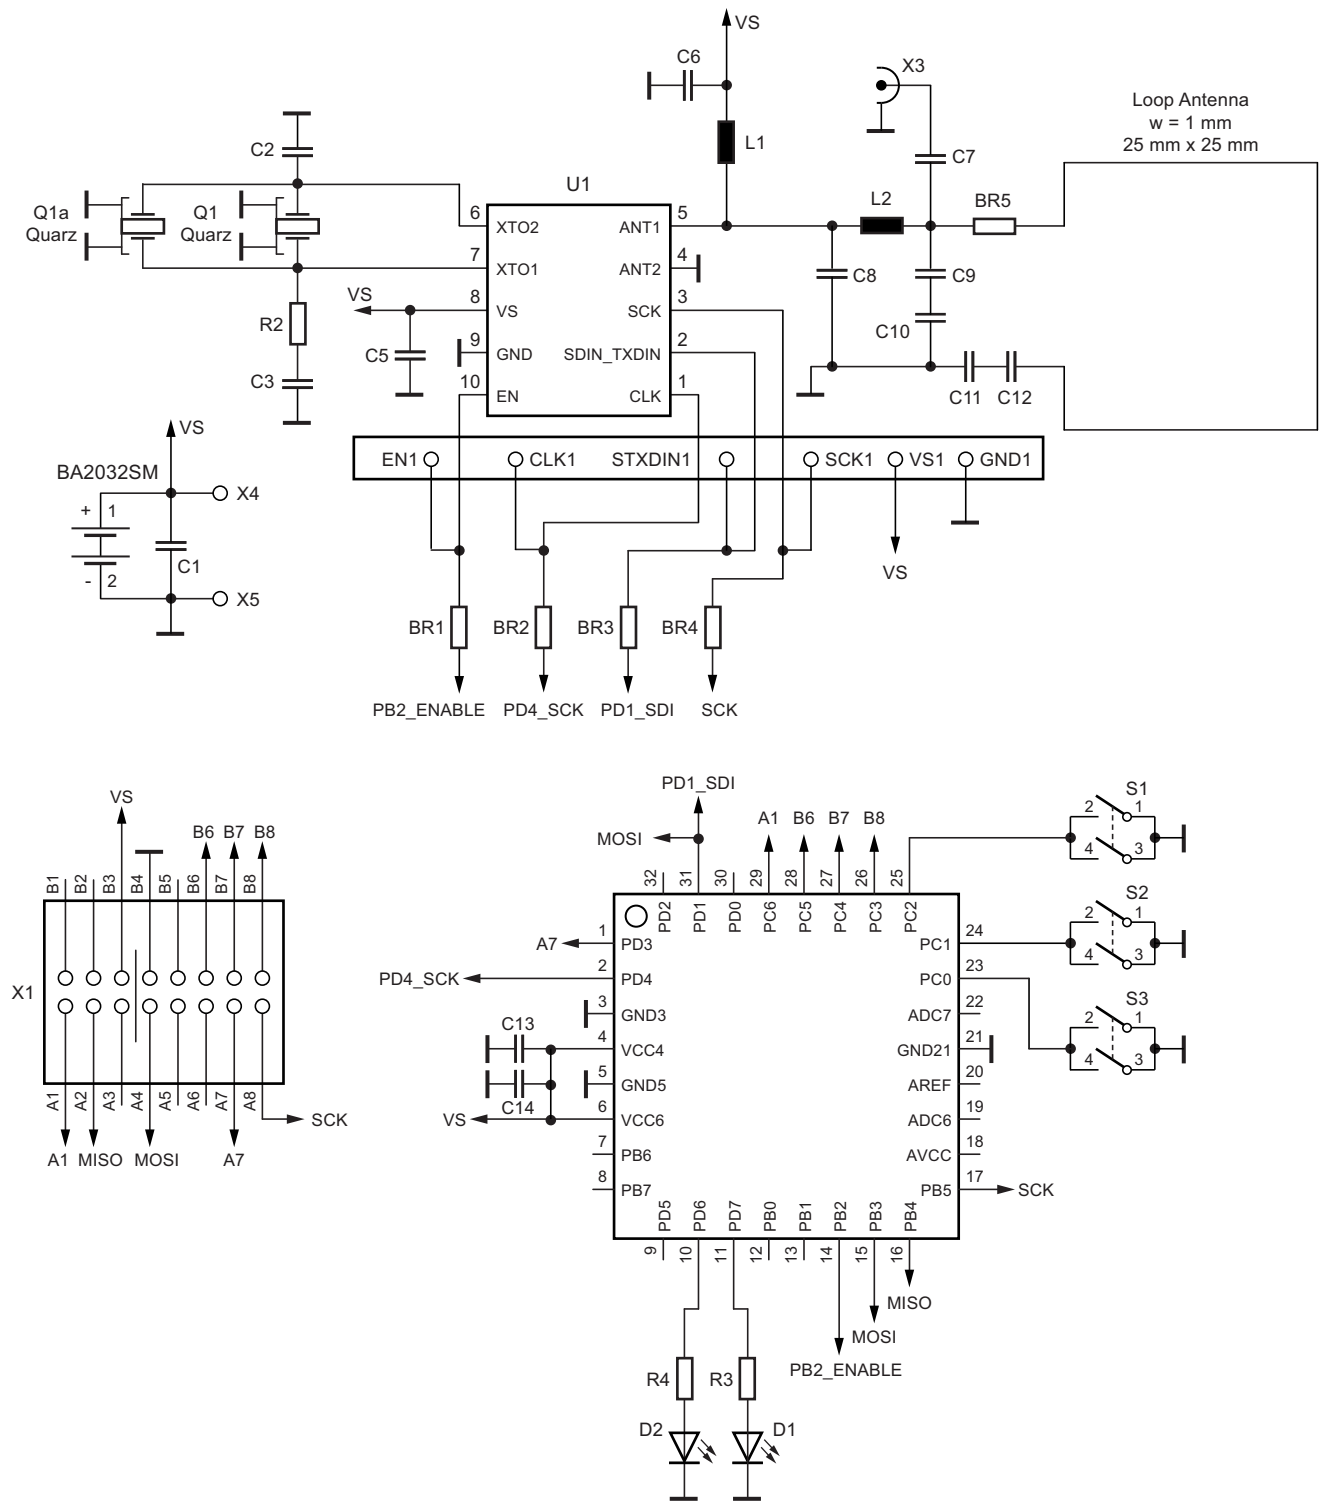 VS
C6
X3
Loop Antenna
w = 1 mm
25 mm x 25 mm
L1
C2
C7
U1
Q1a
Quarz
Q1
Quarz
L2
BR5
6 XTO2
ANT1 5
7 XTO1
ANT2 4
8 VS
SCK 3
9 GND
SDIN_TXDIN 2
10 EN
CLK 1
C8
C9
VS
R2
C10
C5
C3
C11
C12
VS
EN1
CLK1
STXDIN1
SCK1
VS1
GND1
BA2032SM
X4
+ 1
C1
- 2
X5
VS
BR1
BR2
BR3
BR4
PB2_ENABLE
PD4_SCK
PD1_SDI
SCK
VS
B6 B7 B8
B1 B2 B3 B4 B5 B6 B7 B8
X1
A1 A2 A3 A4 A5 A6 A7 A8
SCK
A1
MISO
MOSI
A7
PD1_SDI
MOSI
A1
B6
B7
B8
32 31 30 29 28 27 26 25
PD2 PD1 PD0 PC6 PC5 PC4 PC3 PC2
S1
2 1
4 3
S2
2 1
4 3
S3
2 1
4 3
A7
1 PD3
PC1 24
PD4_SCK
2 PD4
PC0 23
3 GND3
ADC7 22
C13
4 VCC4
GND21 21
5 GND5
AREF 20
C14
VS
6 VCC6
ADC6 19
7 PB6
AVCC 18
8 PB7
PB5 17
SCK
PD5 PD6 PD7 PB0 PB1 PB2 PB3 PB4
9 10 11 12 13 14 15 16
MISO
MOSI
PB2_ENABLE
R4
R3
D2
D1